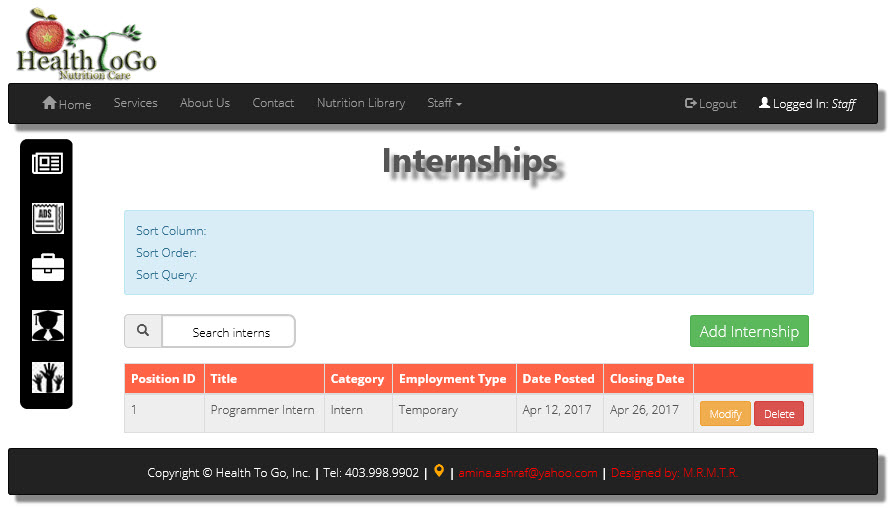 Health ToGo
Nutrition Care
Home Services About Us Contact Nutrition Library Staff Logout Logged In: Staff
Internships
ADS
Sort Column:
Sort Order:
Sort Query:
Search interns Add Internship
Position ID Title Category Employment Type Date Posted Closing Date
1 Programmer Intern Intern Temporary Apr 12, 2017 Apr 26, 2017 Modify Delete
Copyright © Health To Go, Inc. | Tel: 403.998.9902 | | amina.ashraf@yahoo.com | Designed by: M.R.M.T.R.